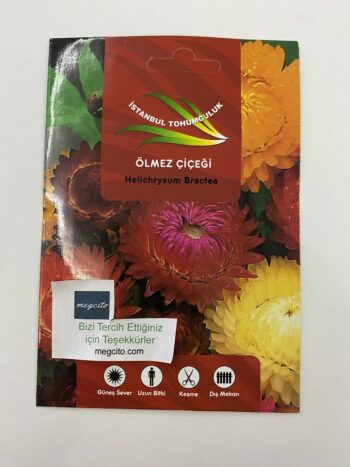 İSTANBUL TOHUMCULUK
ÖLMEZ ÇİÇEĞİ
Helichrysum Bractea
megcito
Bizi Tercih Ettiğiniz
için Teşekkürler
megcito.com
Güneş Sever Uzun Bitki Kesme Dış Mekan